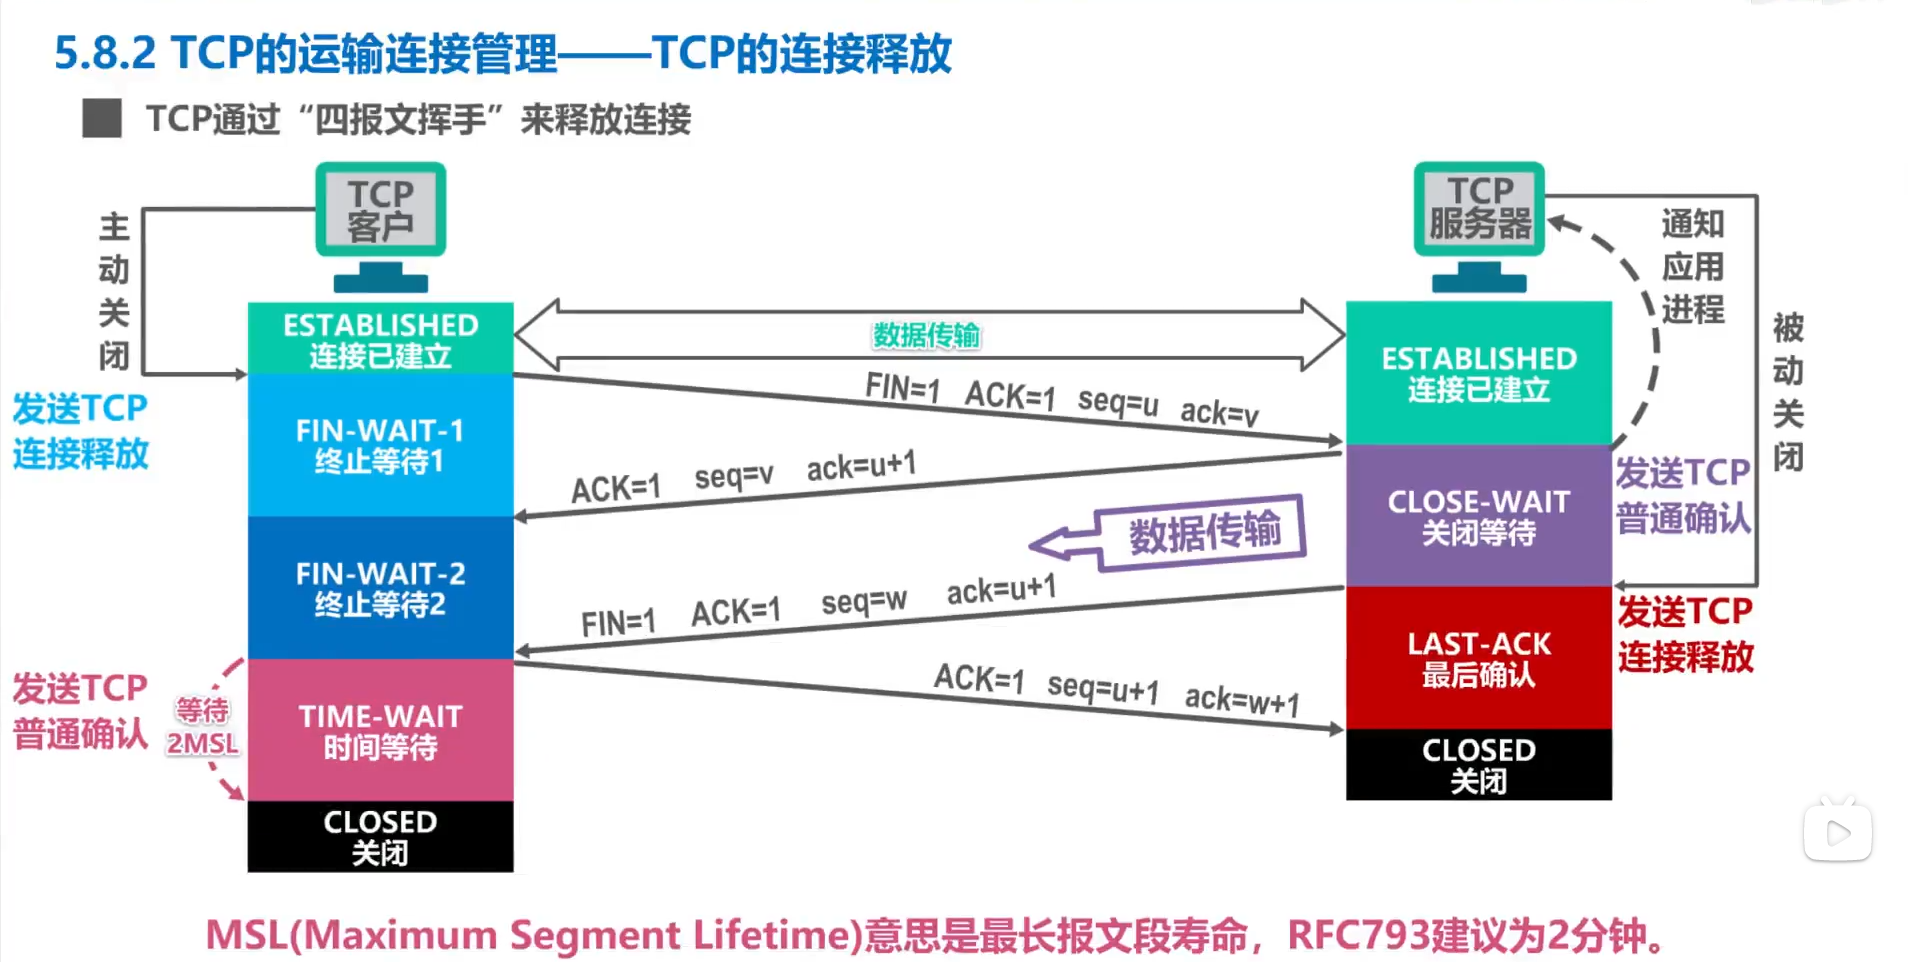 5.8.2 TCP的运输连接管理——TCP的连接释放
TCP通过“四报文挥手”来释放连接
TCP
客户
TCP
服务器
主
动
关
闭
通知
应用
进程
被
动
关
闭
ESTABLISHED
连接已建立
数据传输
ESTABLISHED
连接已建立
FIN=1 ACK=1 seq=u ack=v
发送TCP
连接释放
FIN-WAIT-1
终止等待1
ACK=1 seq=v ack=u+1
CLOSE-WAIT
关闭等待
发送TCP
普通确认
数据传输
FIN-WAIT-2
终止等待2
FIN=1 ACK=1 seq=w ack=u+1
LAST-ACK
最后确认
发送TCP
连接释放
ACK=1 seq=u+1 ack=w+1
发送TCP
普通确认
等待
2MSL
TIME-WAIT
时间等待
CLOSED
关闭
CLOSED
关闭
MSL(Maximum Segment Lifetime)意思是最长报文段寿命，RFC793建议为2分钟。